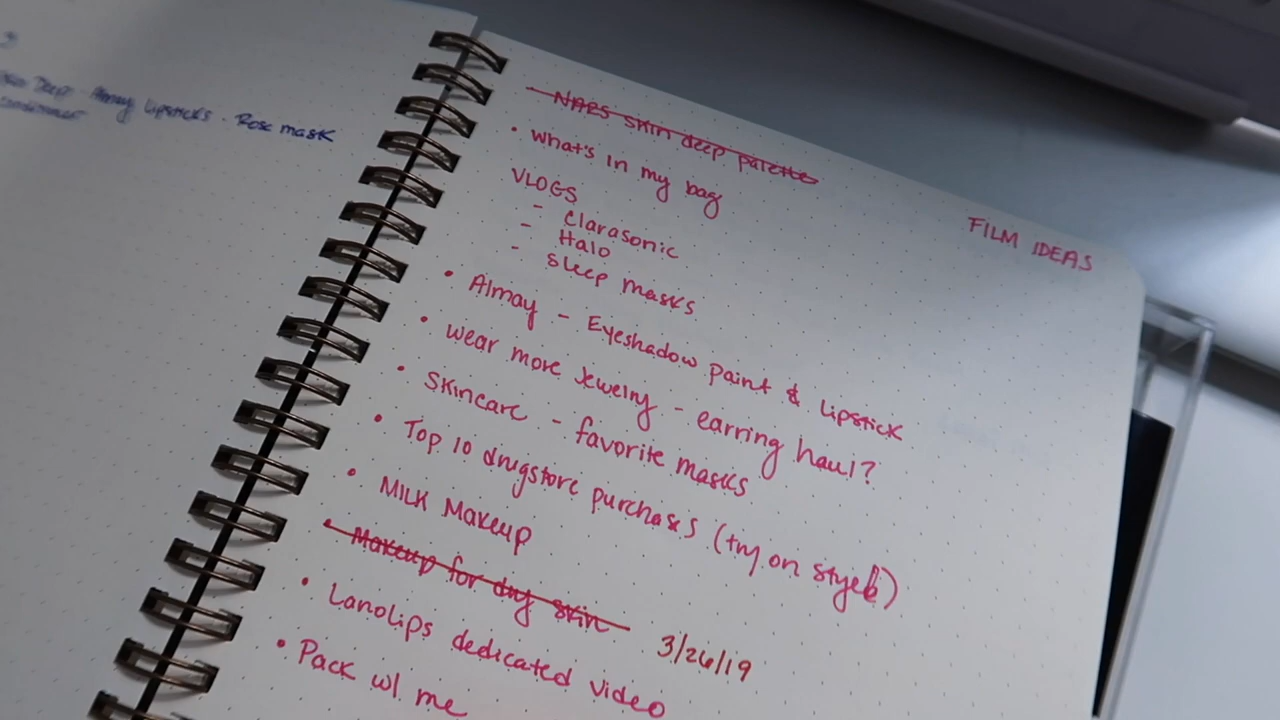 Deep Almay lipsticks · Rose mask
FILM IDEAS
NARS skin deep palette
• what's in my bag
VLOGS
- Clarasonic
- Halo
- Sleep masks
• Almay - Eyeshadow paint & lipstick
• wear more jewelry - earring haul?
• Skincare - favorite masks
• Top 10 drugstore purchases (try on style)
• MILK Makeup
• Makeup for dry skin 3/26/19
• Lanolips dedicated video
• Pack w/ me